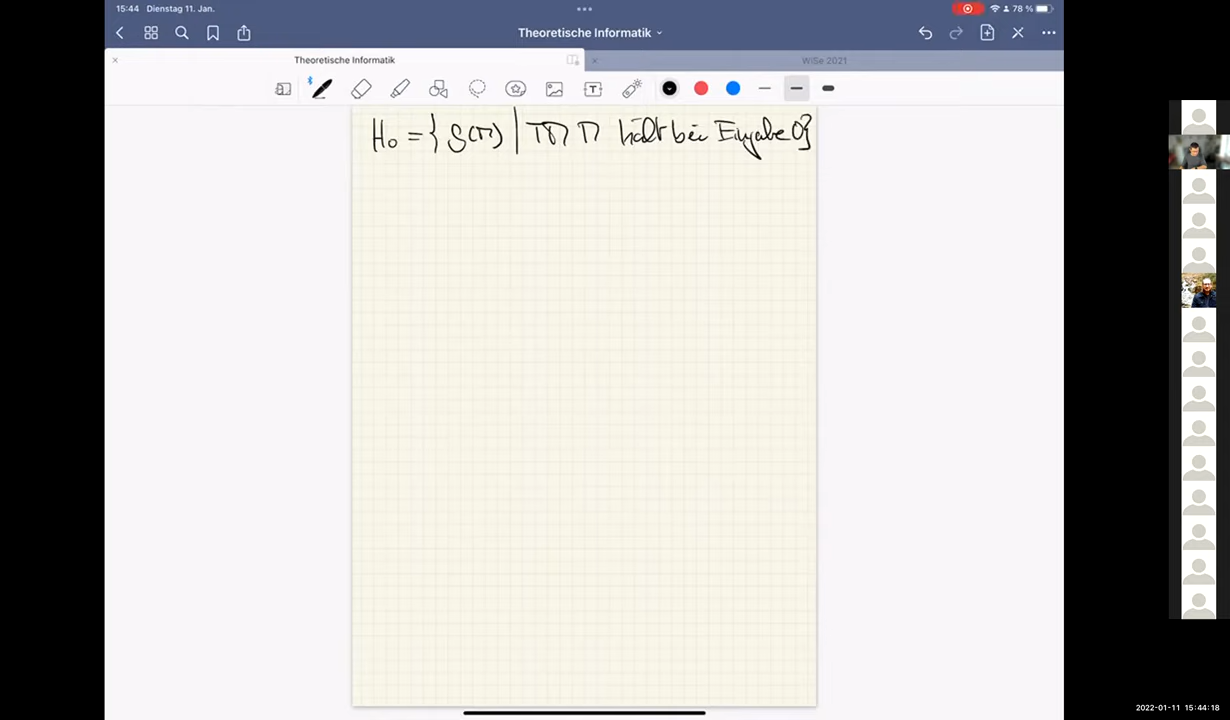 15:44 Dienstag 11. Jan.
78 %
Theoretische Informatik
Theoretische Informatik
WiSe 2021
H₀ = { S(M) | TM M hält bei Eingabe 0}
2022-01-11 15:44:18